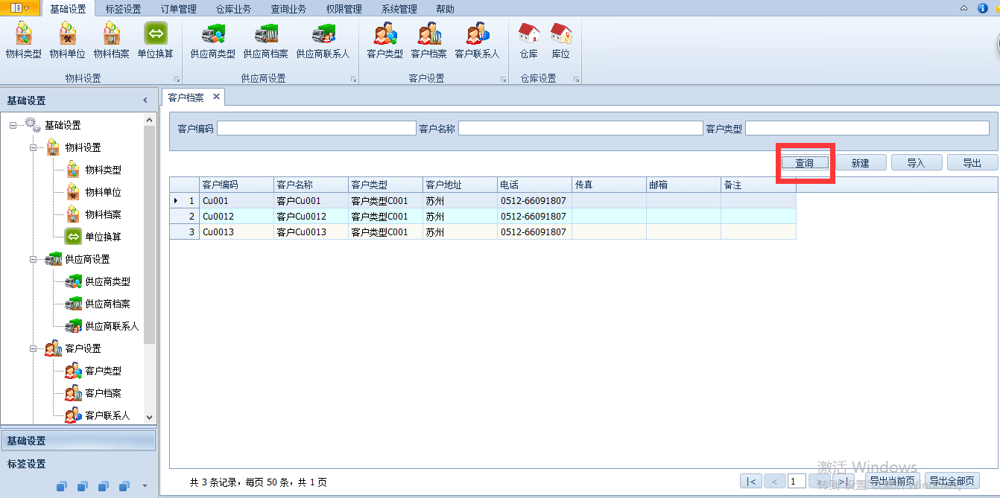 基础设置 标签设置 订单管理 仓库业务 查询业务 权限管理 系统管理 帮助
物料类型 物料单位 物料档案 单位换算 供应商类型 供应商档案 供应商联系人 客户类型 客户档案 客户联系人 仓库 库位
物料设置 供应商设置 客户设置 仓库设置
基础设置
客户档案
基础设置
物料设置
物料类型
物料单位
物料档案
单位换算
供应商设置
供应商类型
供应商档案
供应商联系人
客户设置
客户类型
客户档案
客户联系人
基础设置
标签设置
客户编码 客户名称 客户类型
查询 新建 导入 导出
客户编码 客户名称 客户类型 客户地址 电话 传真 邮箱 备注
1 Cu001 客户Cu001 客户类型C001 苏州 0512-66091807
2 Cu0012 客户Cu0012 客户类型C001 苏州 0512-66091807
3 Cu0013 客户Cu0013 客户类型C001 苏州 0512-66091807
共 3 条记录，每页 50 条，共 1 页
|< < 1 > >| 导出当前页 导出全部页
激活 Windows